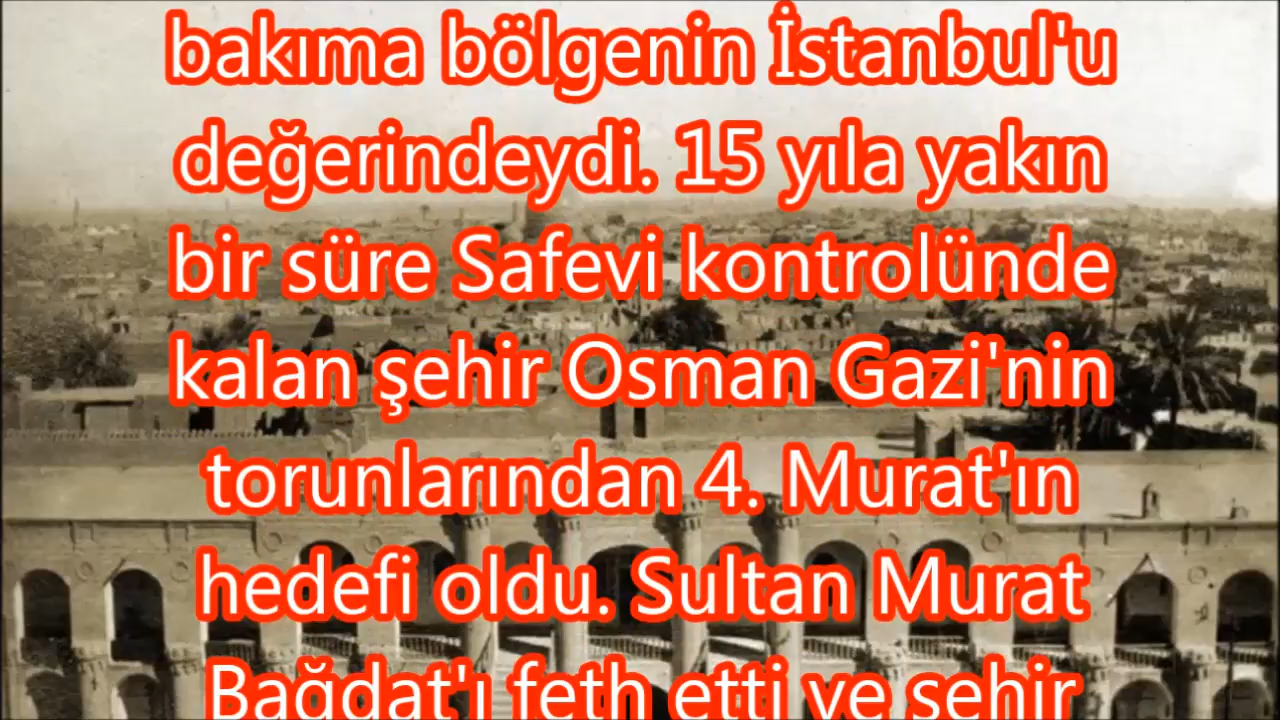 bakıma bölgenin İstanbul'u
değerindeydi. 15 yıla yakın
bir süre Safevi kontrolünde
kalan şehir Osman Gazi'nin
torunlarından 4. Murat'ın
hedefi oldu. Sultan Murat
Bağdat'ı feth etti ve şehir